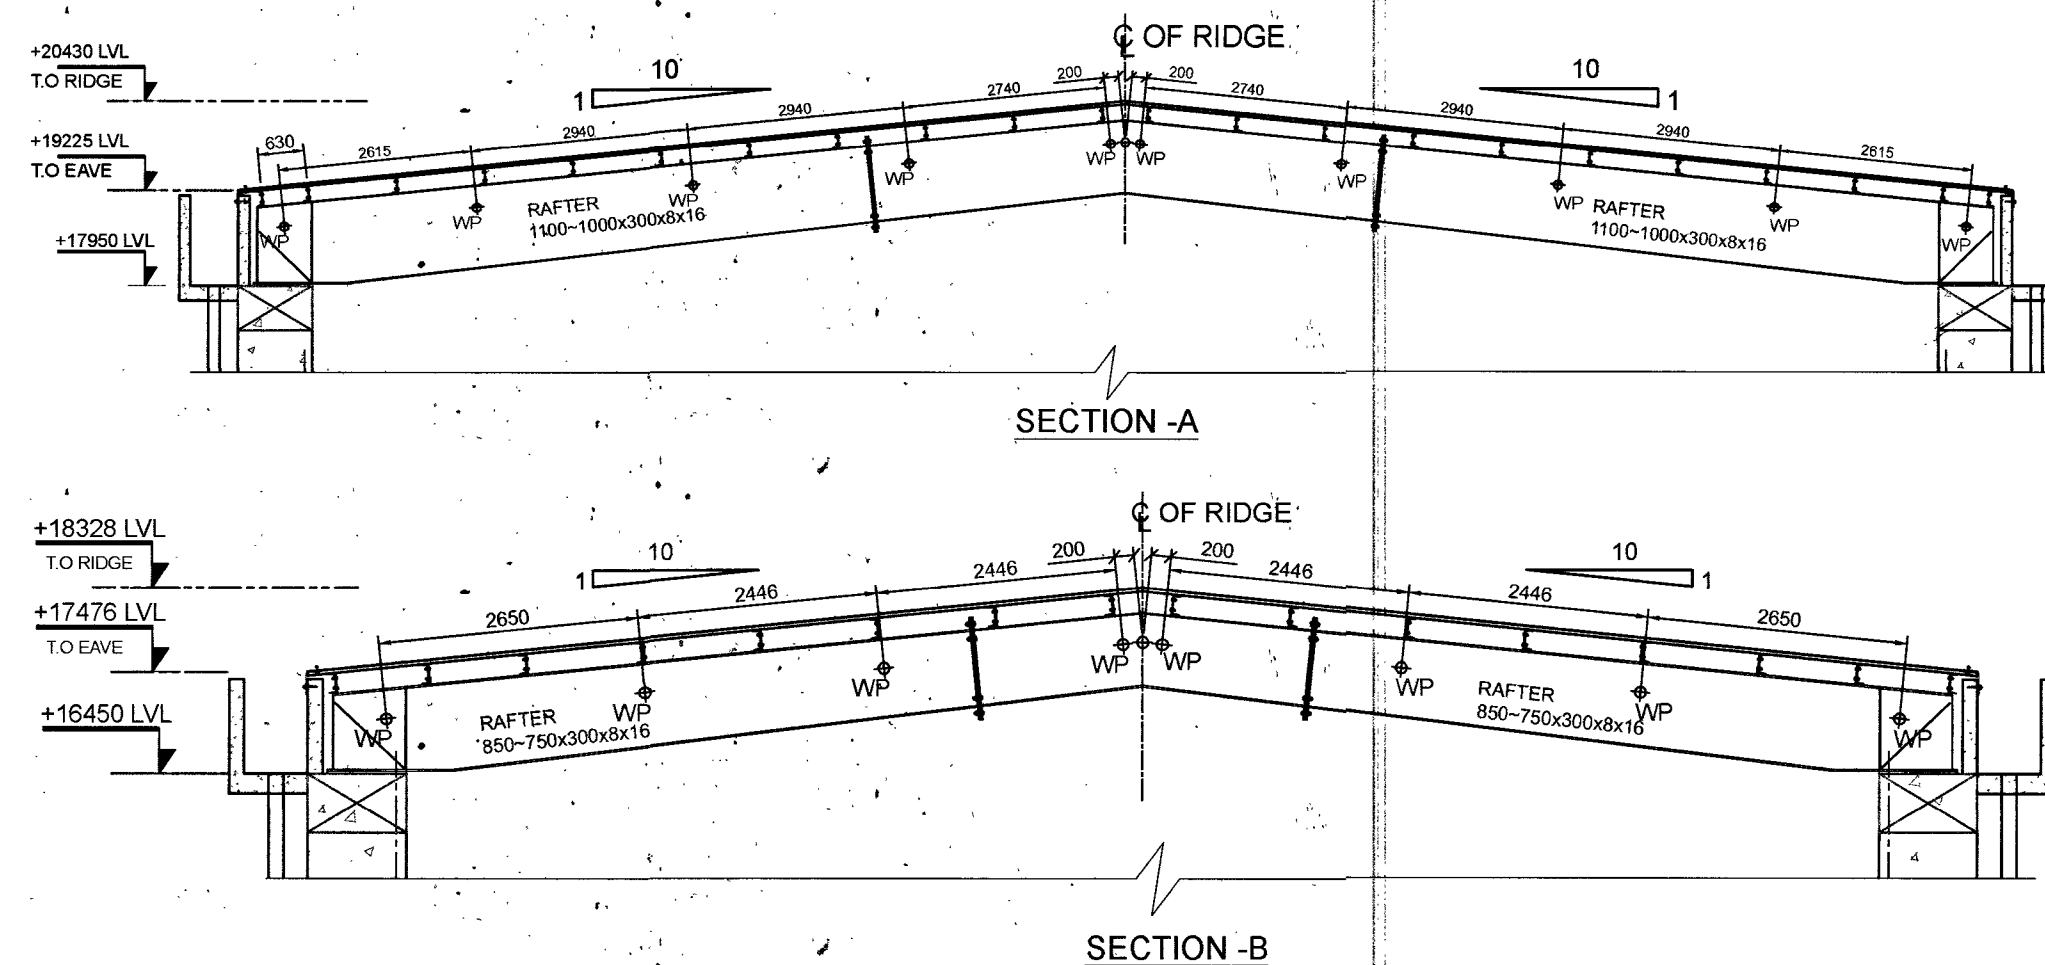 ℄ OF RIDGE
+20430 LVL
T.O RIDGE
10
1
200
200
10
1
2740
2740
2940
2940
+19225 LVL
T.O EAVE
630
2615
2940
2940
2615
WP
WP
WP
WP
WP
WP
WP
WP
WP
WP
RAFTER
1100~1000x300x8x16
RAFTER
1100~1000x300x8x16
+17950 LVL
SECTION -A
℄ OF RIDGE
+18328 LVL
T.O RIDGE
10
1
200
200
10
1
2446
2446
2446
2446
+17476 LVL
T.O EAVE
2650
2650
WP
WP
WP
WP
WP
WP
WP
WP
RAFTER
850~750x300x8x16
RAFTER
850~750x300x8x16
+16450 LVL
SECTION -B